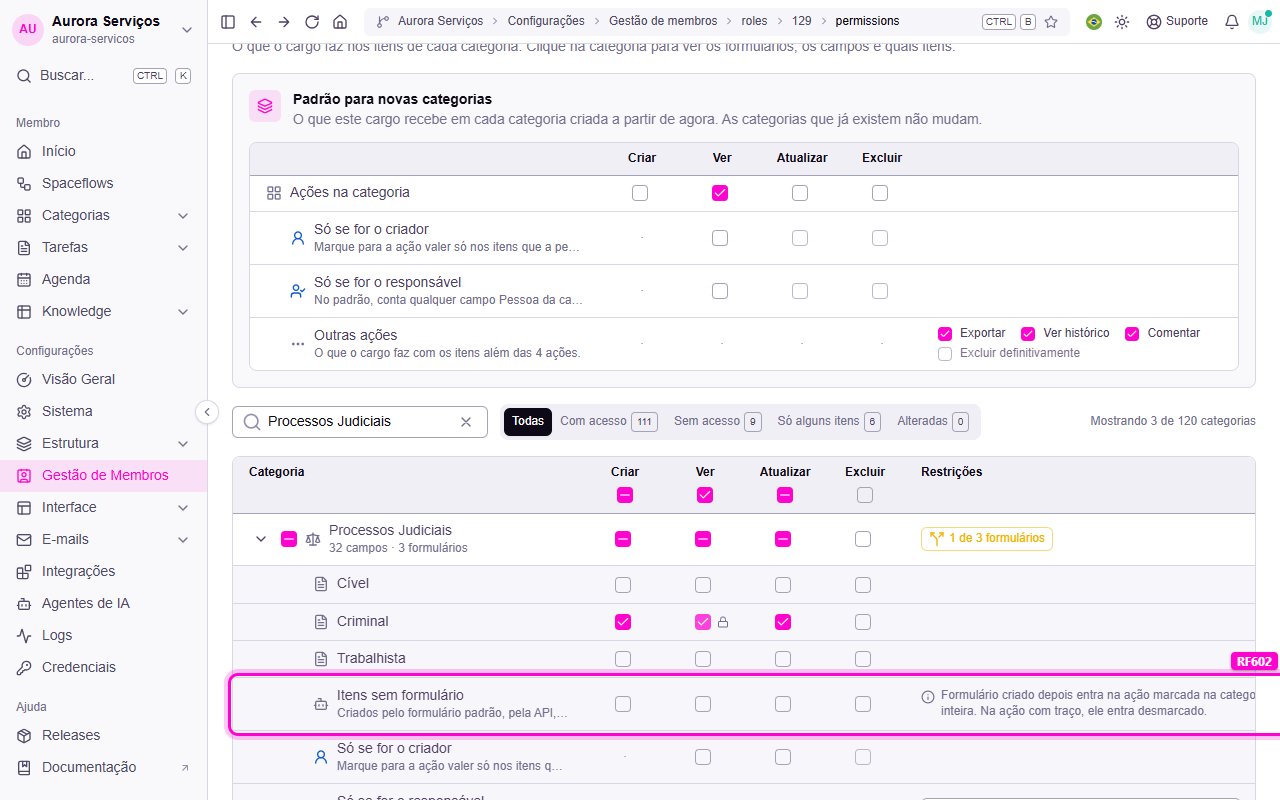 AU
Aurora Serviços
aurora-servicos
Buscar...
CTRL
K
Membro
Início
Spaceflows
Categorias
Tarefas
Agenda
Knowledge
Configurações
Visão Geral
Sistema
Estrutura
Gestão de Membros
Interface
E-mails
Integrações
Agentes de IA
Logs
Credenciais
Ajuda
Releases
Documentação
Aurora Serviços
Configurações
Gestão de membros
roles
129
permissions
CTRL
B
Suporte
MJ
O que o cargo faz nos itens de cada categoria. Clique na categoria para ver os formulários, os campos e quais itens.
Padrão para novas categorias
O que este cargo recebe em cada categoria criada a partir de agora. As categorias que já existem não mudam.
Criar Ver Atualizar Excluir
Ações na categoria
Só se for o criador
Marque para a ação valer só nos itens que a pe…
Só se for o responsável
No padrão, conta qualquer campo Pessoa da ca…
Outras ações
O que o cargo faz com os itens além das 4 ações.
Exportar Ver histórico Comentar
Excluir definitivamente
Processos Judiciais
Todas Com acesso 111 Sem acesso 9 Só alguns itens 6 Alteradas 0
Mostrando 3 de 120 categorias
Categoria Criar Ver Atualizar Excluir Restrições
Processos Judiciais
32 campos · 3 formulários
1 de 3 formulários
Cível
Criminal
Trabalhista
RF602
Itens sem formulário
Criados pelo formulário padrão, pela API,…
Formulário criado depois entra na ação marcada na catego
inteira. Na ação com traço, ele entra desmarcado.
Só se for o criador
Marque para a ação valer só nos itens q…
Só se for o responsável